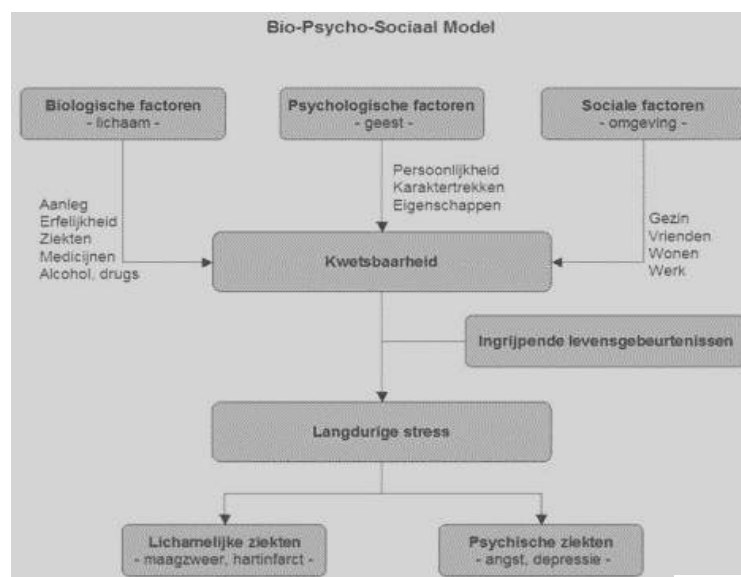 Bio-Psycho-Sociaal Model
Biologische factoren
- lichaam -
Psychologische factoren
- geest -
Sociale factoren
- omgeving -
Aanleg
Erfelijkheid
Ziekten
Medicijnen
Alcohol, drugs
Persoonlijkheid
Karaktertrekken
Eigenschappen
Gezin
Vrienden
Wonen
Werk
Kwetsbaarheid
Ingrijpende levensgebeurtenissen
Langdurige stress
Lichamelijke ziekten
- maagzweer, hartinfarct -
Psychische ziekten
- angst, depressie -